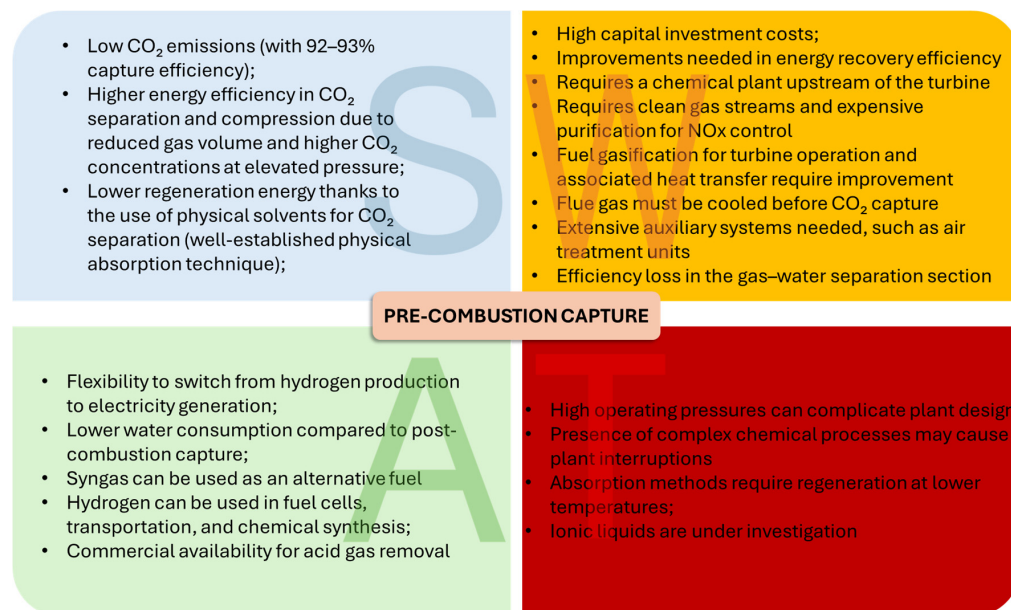 S
• Low CO₂ emissions (with 92–93%
capture efficiency);
• Higher energy efficiency in CO₂
separation and compression due to
reduced gas volume and higher CO₂
concentrations at elevated pressure;
• Lower regeneration energy thanks to
the use of physical solvents for CO₂
separation (well-established physical
absorption technique);
W
• High capital investment costs;
• Improvements needed in energy recovery efficiency
• Requires a chemical plant upstream of the turbine
• Requires clean gas streams and expensive
purification for NOx control
• Fuel gasification for turbine operation and
associated heat transfer require improvement
• Flue gas must be cooled before CO₂ capture
• Extensive auxiliary systems needed, such as air
treatment units
• Efficiency loss in the gas–water separation section
PRE-COMBUSTION CAPTURE
A
• Flexibility to switch from hydrogen production
to electricity generation;
• Lower water consumption compared to post-
combustion capture;
• Syngas can be used as an alternative fuel
• Hydrogen can be used in fuel cells,
transportation, and chemical synthesis;
• Commercial availability for acid gas removal
T
• High operating pressures can complicate plant design
• Presence of complex chemical processes may cause
plant interruptions
• Absorption methods require regeneration at lower
temperatures;
• Ionic liquids are under investigation